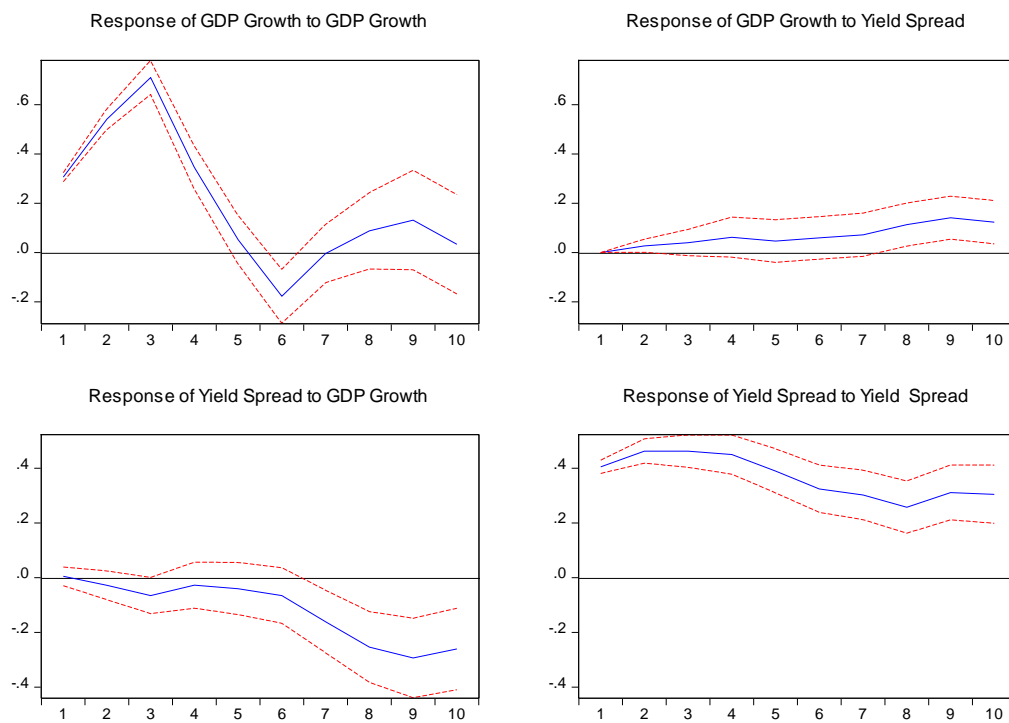 Response of GDP Growth to GDP Growth
.6
.4
.2
.0
-.2
1 2 3 4 5 6 7 8 9 10
Response of GDP Growth to Yield Spread
.6
.4
.2
.0
-.2
1 2 3 4 5 6 7 8 9 10
Response of Yield Spread to GDP Growth
.4
.2
.0
-.2
-.4
1 2 3 4 5 6 7 8 9 10
Response of Yield Spread to Yield Spread
.4
.2
.0
-.2
-.4
1 2 3 4 5 6 7 8 9 10